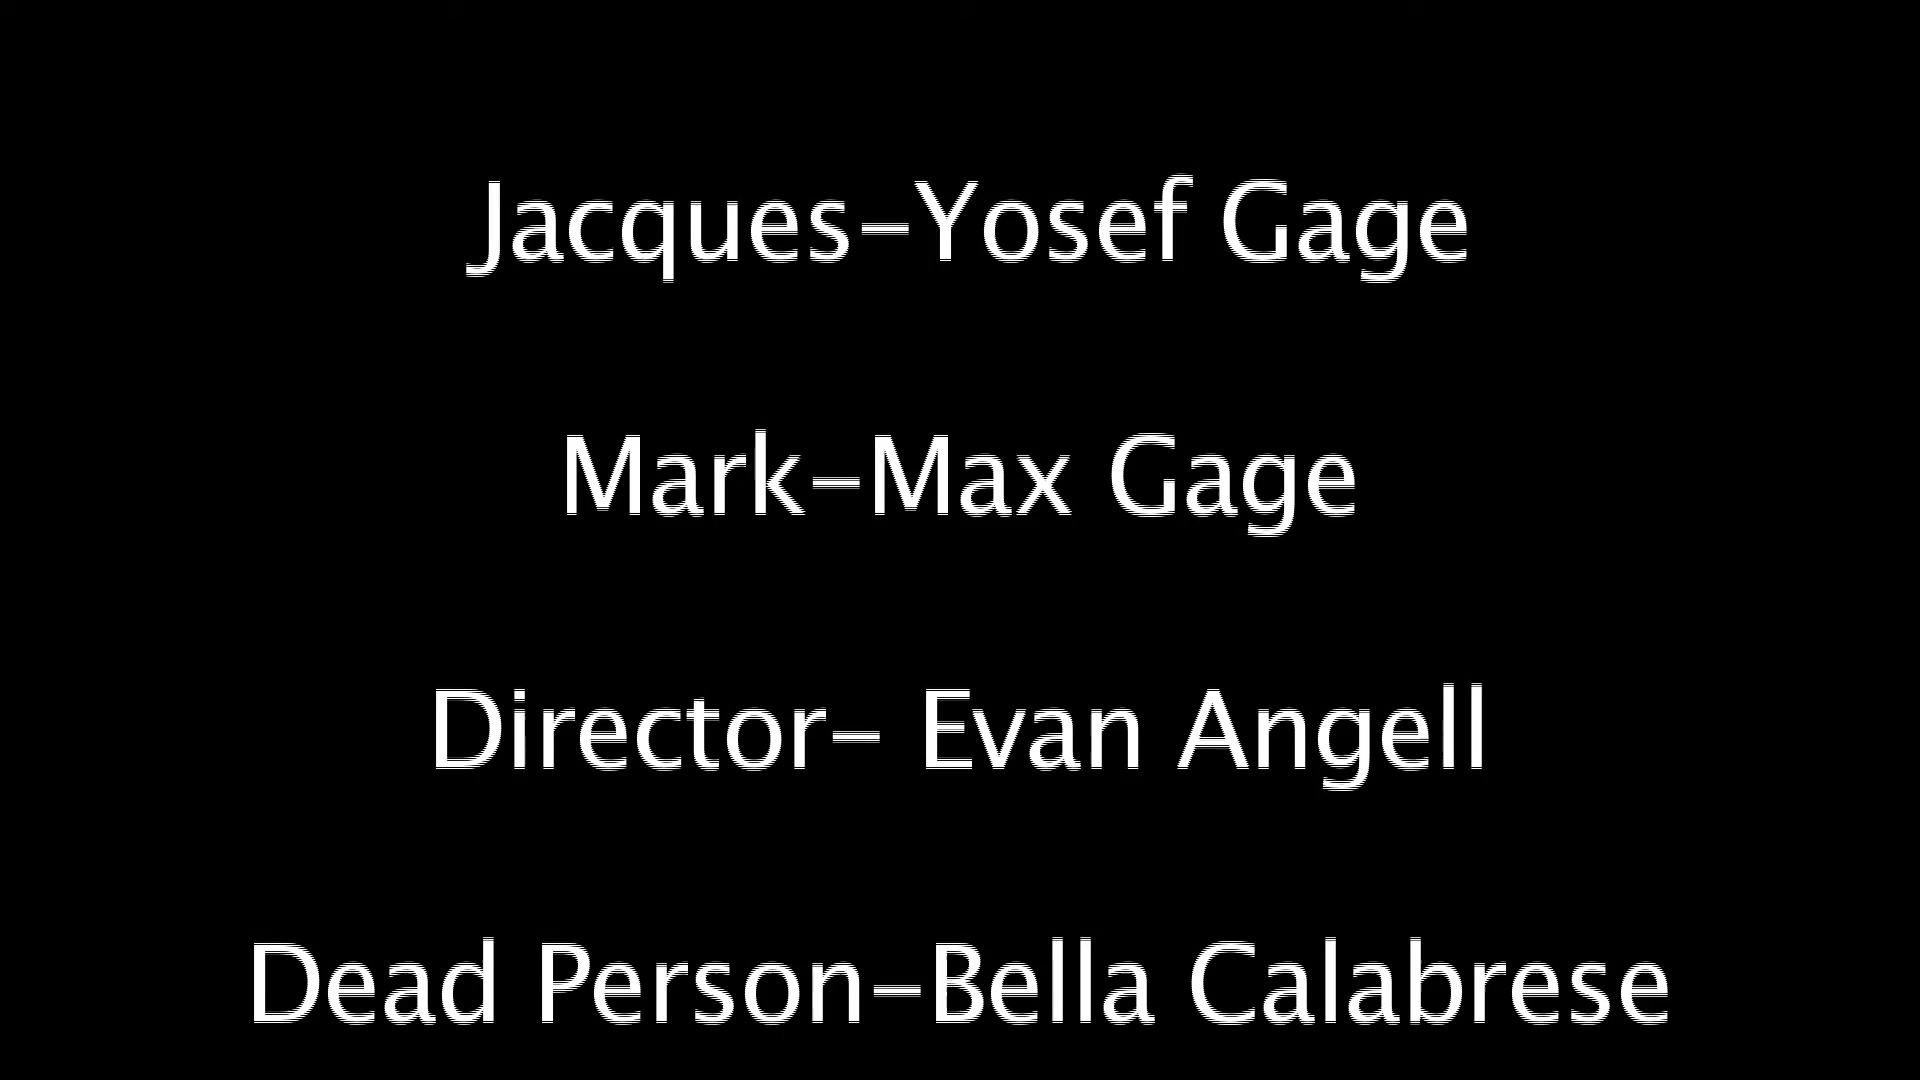 Jacques-Yosef Gage
Mark-Max Gage
Director- Evan Angell
Dead Person-Bella Calabrese